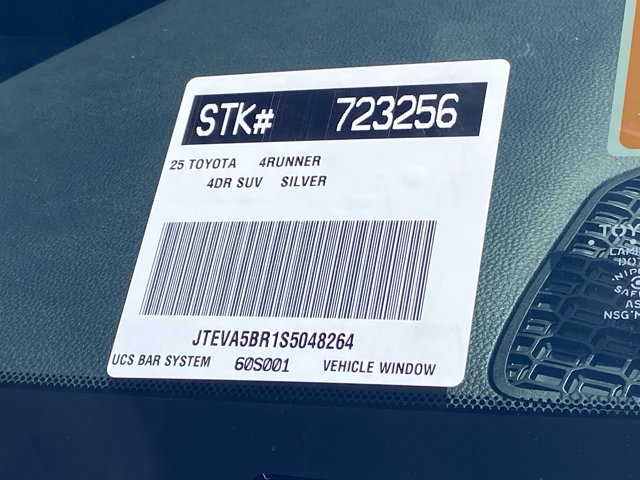 STK# 723256
25 TOYOTA 4RUNNER
4DR SUV SILVER
JTEVA5BR1S5048264
UCS BAR SYSTEM 60S001 VEHICLE WINDOW